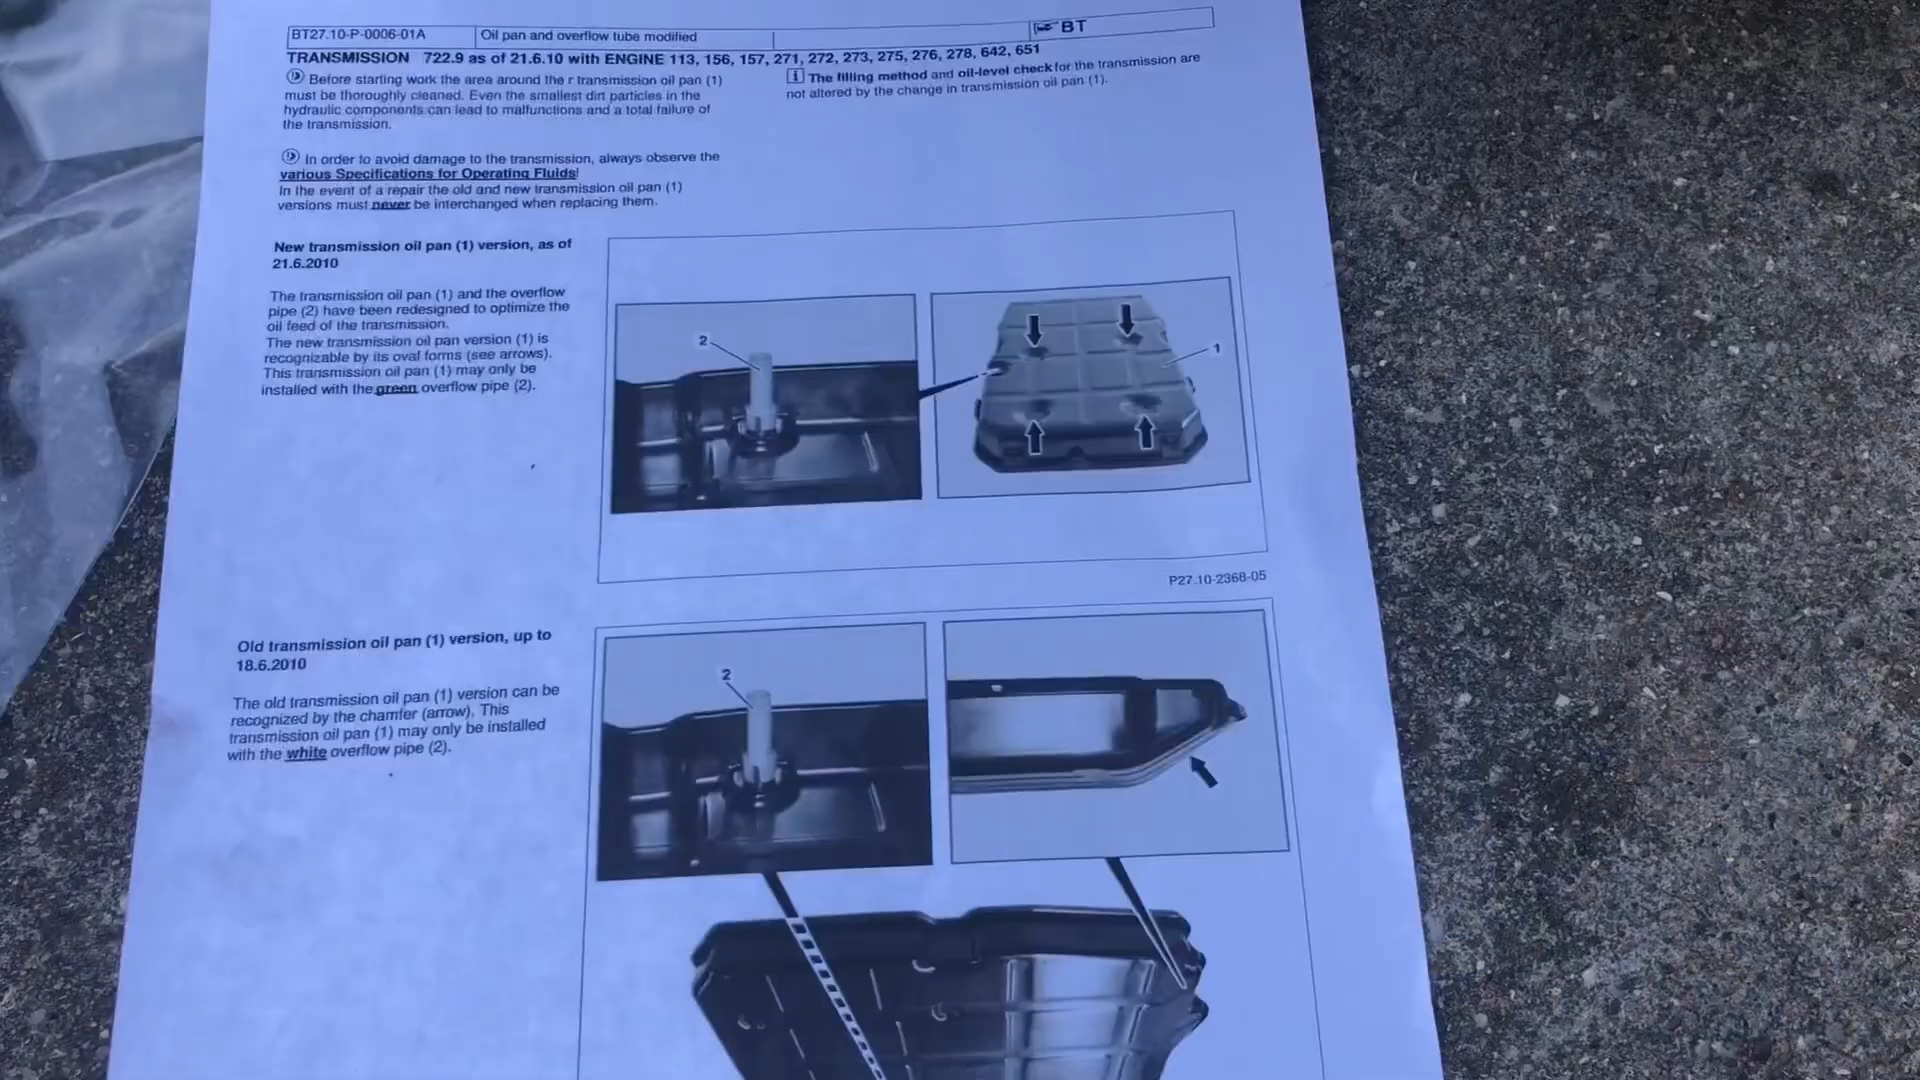 BT27.10-P-0006-01A
Oil pan and overflow tube modified
BT
TRANSMISSION 722.9 as of 21.6.10 with ENGINE 113, 156, 157, 271, 272, 273, 275, 276, 278, 642, 651
Before starting work the area around the r transmission oil pan (1)
must be thoroughly cleaned. Even the smallest dirt particles in the
hydraulic components can lead to malfunctions and a total failure of
the transmission.
i The filling method and oil-level check for the transmission are
not altered by the change in transmission oil pan (1).
In order to avoid damage to the transmission, always observe the
various Specifications for Operating Fluids!
In the event of a repair the old and new transmission oil pan (1)
versions must never be interchanged when replacing them.
New transmission oil pan (1) version, as of
21.6.2010
The transmission oil pan (1) and the overflow
pipe (2) have been redesigned to optimize the
oil feed of the transmission.
The new transmission oil pan version (1) is
recognizable by its oval forms (see arrows).
This transmission oil pan (1) may only be
installed with the green overflow pipe (2).
2
1
P27.10-2368-05
Old transmission oil pan (1) version, up to
18.6.2010
The old transmission oil pan (1) version can be
recognized by the chamfer (arrow). This
transmission oil pan (1) may only be installed
with the white overflow pipe (2).
2